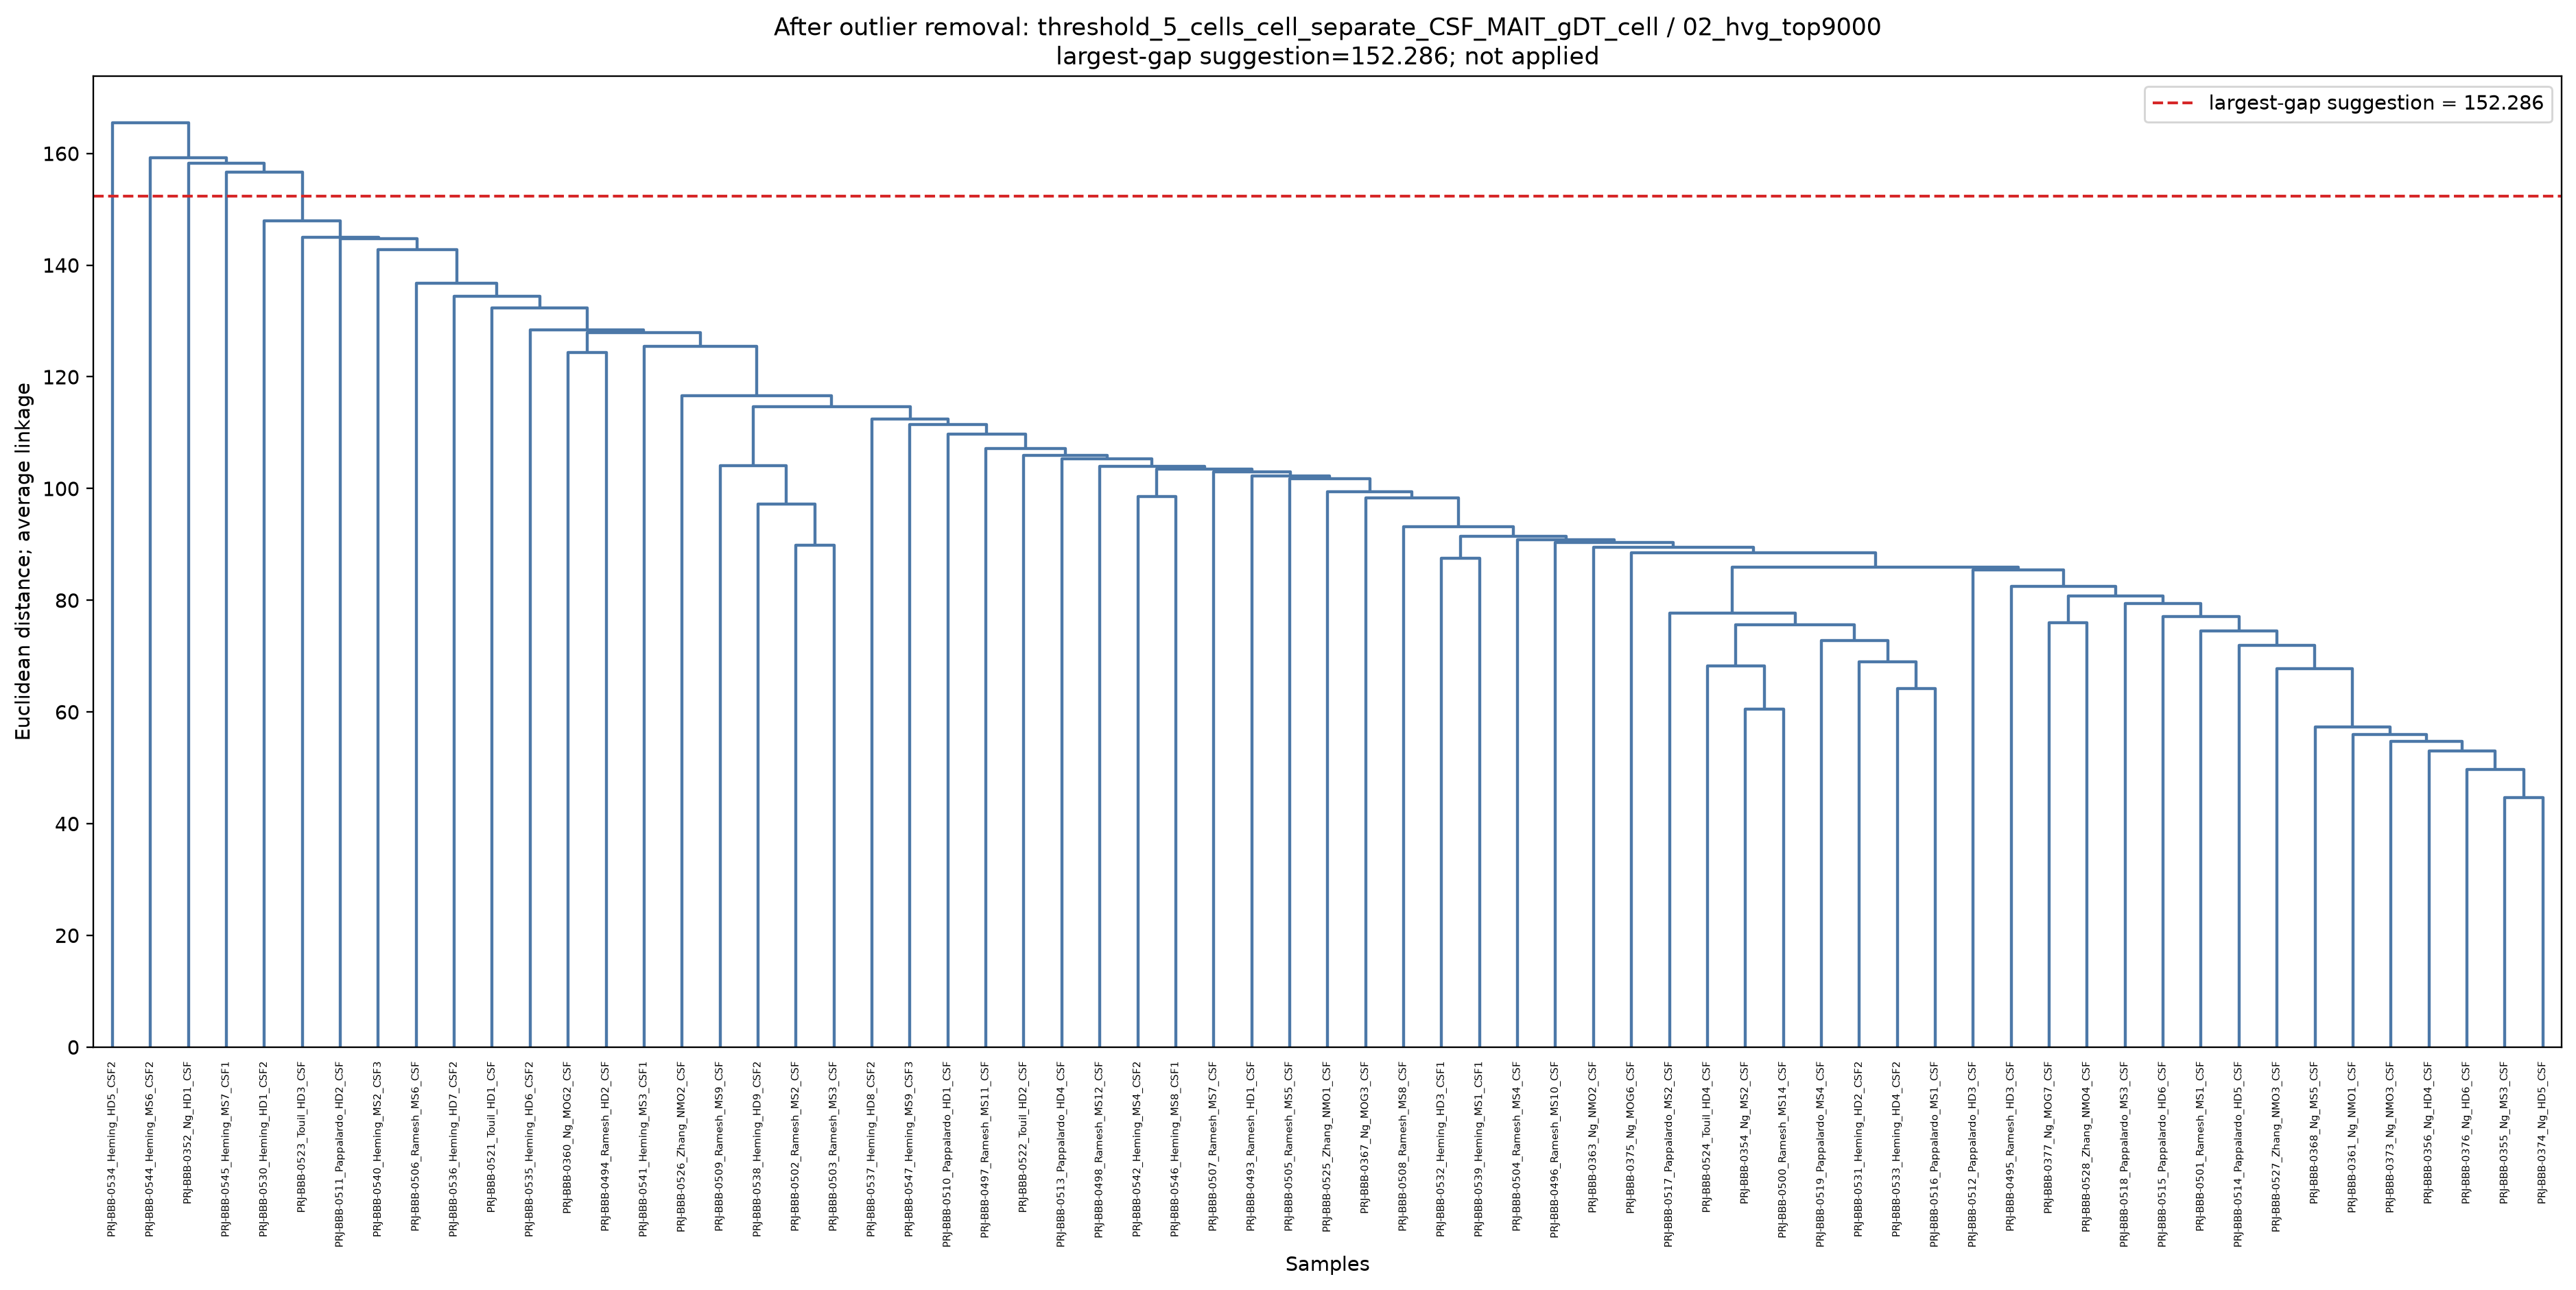 After outlier removal: threshold_5_cells_cell_separate_CSF_MAIT_gDT_cell / 02_hvg_top9000
largest-gap suggestion=152.286; not applied
largest-gap suggestion = 152.286
Euclidean distance; average linkage
160
140
120
100
80
60
40
20
0
PRJ-BBB-0534_Heming_HD5_CSF2
PRJ-BBB-0544_Heming_MS6_CSF2
PRJ-BBB-0352_Ng_HD1_CSF
PRJ-BBB-0545_Heming_MS7_CSF1
PRJ-BBB-0530_Heming_HD1_CSF2
PRJ-BBB-0523_Touil_HD3_CSF
PRJ-BBB-0511_Pappalardo_HD2_CSF
PRJ-BBB-0540_Heming_MS2_CSF3
PRJ-BBB-0506_Ramesh_MS6_CSF
PRJ-BBB-0536_Heming_HD7_CSF2
PRJ-BBB-0521_Touil_HD1_CSF
PRJ-BBB-0535_Heming_HD6_CSF2
PRJ-BBB-0360_Ng_MOG2_CSF
PRJ-BBB-0494_Ramesh_HD2_CSF
PRJ-BBB-0541_Heming_MS3_CSF1
PRJ-BBB-0526_Zhang_NMO2_CSF
PRJ-BBB-0509_Ramesh_MS9_CSF
PRJ-BBB-0538_Heming_HD9_CSF2
PRJ-BBB-0502_Ramesh_MS2_CSF
PRJ-BBB-0503_Ramesh_MS3_CSF
PRJ-BBB-0537_Heming_HD8_CSF2
PRJ-BBB-0547_Heming_MS9_CSF3
PRJ-BBB-0510_Pappalardo_HD1_CSF
PRJ-BBB-0497_Ramesh_MS11_CSF
PRJ-BBB-0522_Touil_HD2_CSF
PRJ-BBB-0513_Pappalardo_HD4_CSF
PRJ-BBB-0498_Ramesh_MS12_CSF
PRJ-BBB-0542_Heming_MS4_CSF2
PRJ-BBB-0546_Heming_MS8_CSF1
PRJ-BBB-0507_Ramesh_MS7_CSF
PRJ-BBB-0493_Ramesh_HD1_CSF
PRJ-BBB-0505_Ramesh_MS5_CSF
PRJ-BBB-0525_Zhang_NMO1_CSF
PRJ-BBB-0367_Ng_MOG3_CSF
PRJ-BBB-0508_Ramesh_MS8_CSF
PRJ-BBB-0532_Heming_HD3_CSF1
PRJ-BBB-0539_Heming_MS1_CSF1
PRJ-BBB-0504_Ramesh_MS4_CSF
PRJ-BBB-0496_Ramesh_MS10_CSF
PRJ-BBB-0363_Ng_NMO2_CSF
PRJ-BBB-0375_Ng_MOG6_CSF
PRJ-BBB-0517_Pappalardo_MS2_CSF
PRJ-BBB-0524_Touil_HD4_CSF
PRJ-BBB-0354_Ng_MS2_CSF
PRJ-BBB-0500_Ramesh_MS14_CSF
PRJ-BBB-0519_Pappalardo_MS4_CSF
PRJ-BBB-0531_Heming_HD2_CSF2
PRJ-BBB-0533_Heming_HD4_CSF2
PRJ-BBB-0516_Pappalardo_MS1_CSF
PRJ-BBB-0512_Pappalardo_HD3_CSF
PRJ-BBB-0495_Ramesh_HD3_CSF
PRJ-BBB-0377_Ng_MOG7_CSF
PRJ-BBB-0528_Zhang_NMO4_CSF
PRJ-BBB-0518_Pappalardo_MS3_CSF
PRJ-BBB-0515_Pappalardo_HD6_CSF
PRJ-BBB-0501_Ramesh_MS1_CSF
PRJ-BBB-0514_Pappalardo_HD5_CSF
PRJ-BBB-0527_Zhang_NMO3_CSF
PRJ-BBB-0368_Ng_MS5_CSF
PRJ-BBB-0361_Ng_NMO1_CSF
PRJ-BBB-0373_Ng_NMO3_CSF
PRJ-BBB-0356_Ng_HD4_CSF
PRJ-BBB-0376_Ng_HD6_CSF
PRJ-BBB-0355_Ng_MS3_CSF
PRJ-BBB-0374_Ng_HD5_CSF
Samples